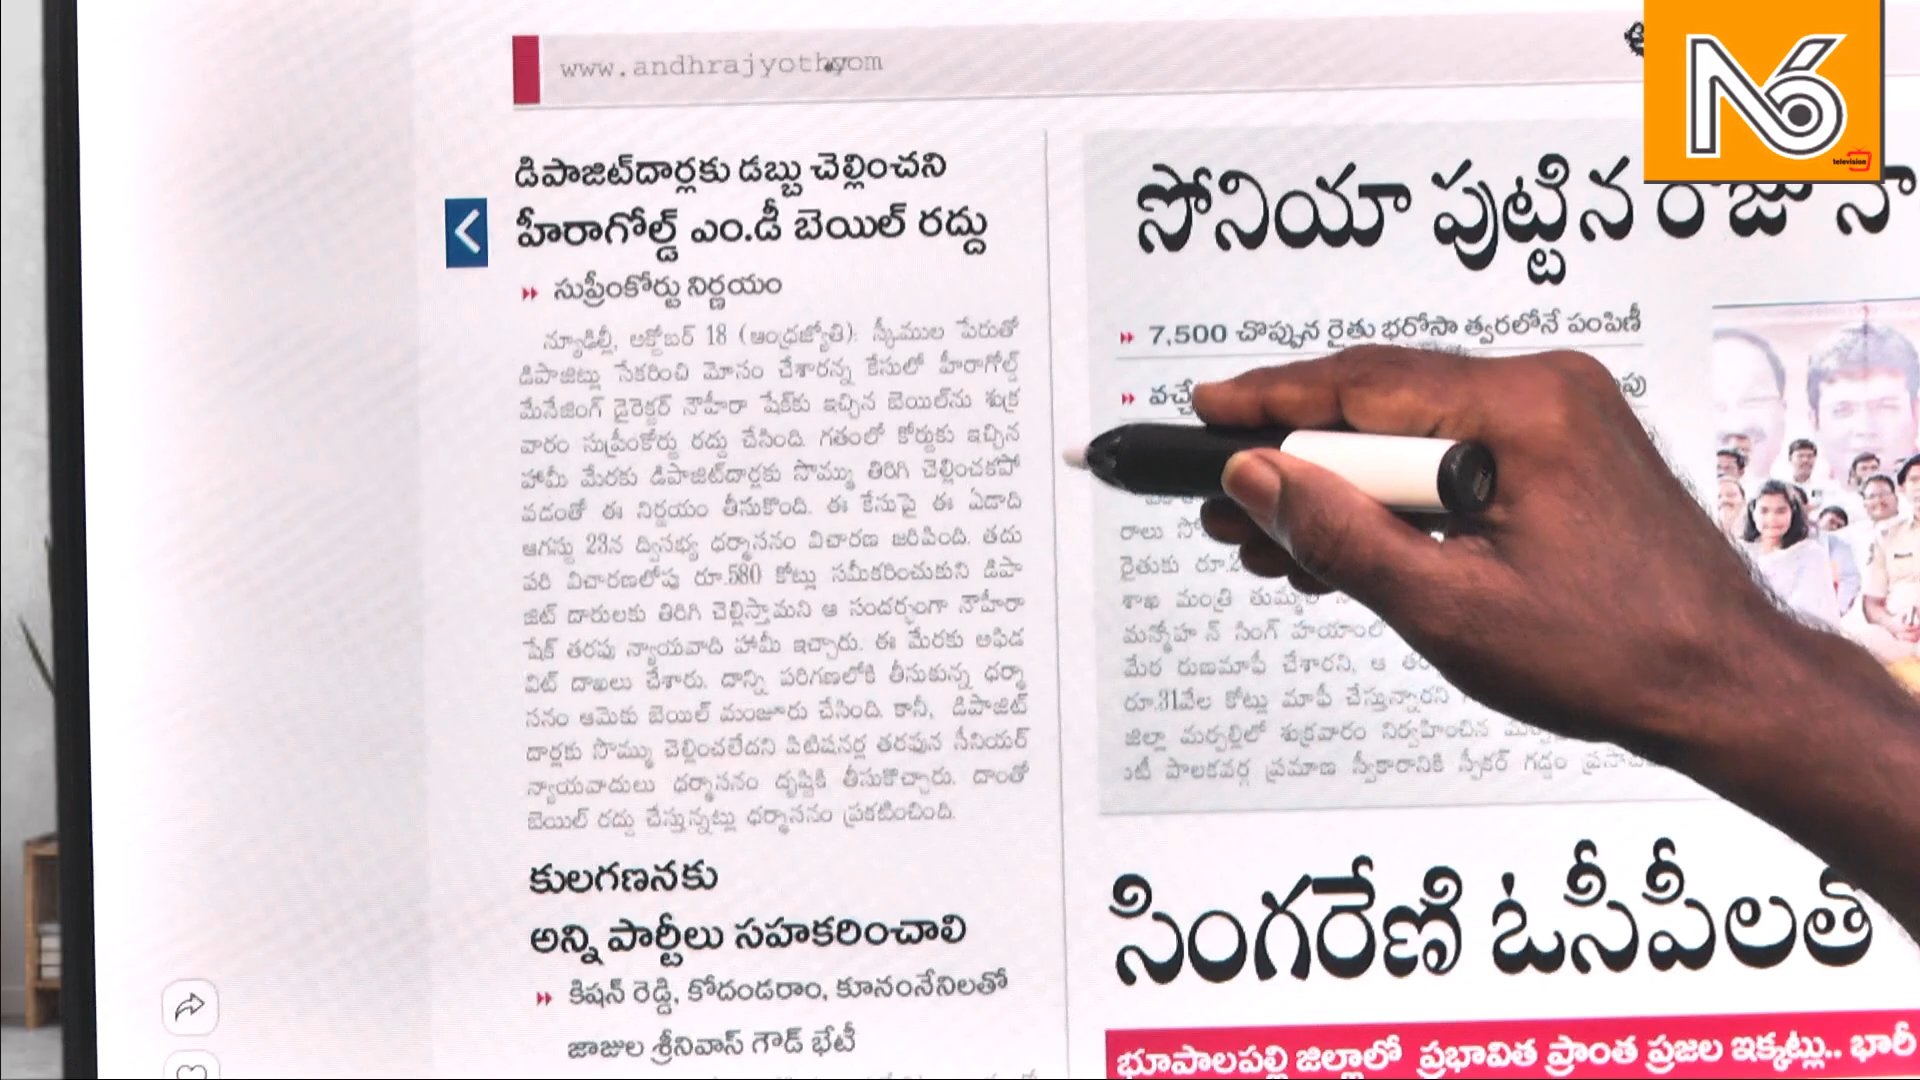 www.andhrajyothy.com
N6
television
డిపాజిట్‌దార్లకు డబ్బు చెల్లించని
హీరాగోల్డ్ ఎం.డీ బెయిల్ రద్దు
సుప్రీంకోర్టు నిర్ణయం
న్యూఢిల్లీ, అక్టోబర్ 18 (ఆంధ్రజ్యోతి): స్కీముల పేరుతో
డిపాజిట్లు సేకరించి మోసం చేశారన్న కేసులో హీరాగోల్డ్
మేనేజింగ్ డైరెక్టర్ నౌహీరా షేక్‌కు ఇచ్చిన బెయిల్‌ను శుక్ర
వారం సుప్రీంకోర్టు రద్దు చేసింది. గతంలో కోర్టుకు ఇచ్చిన
హామీ మేరకు డిపాజిట్‌దార్లకు సొమ్ము తిరిగి చెల్లించకపో
వడంతో ఈ నిర్ణయం తీసుకొంది. ఈ కేసుపై ఈ ఏడాది
ఆగస్టు 23న ద్విసభ్య ధర్మాసనం విచారణ జరిపింది. తదు
పరి విచారణలోపు రూ.580 కోట్లు సమీకరించుకుని డిపా
జిట్ దారులకు తిరిగి చెల్లిస్తామని ఆ సందర్భంగా నౌహీరా
షేక్ తరపు న్యాయవాది హామీ ఇచ్చారు. ఈ మేరకు అఫిడ
విట్ దాఖలు చేశారు. దాన్ని పరిగణలోకి తీసుకున్న ధర్మా
సనం ఆమెకు బెయిల్ మంజూరు చేసింది. కానీ, డిపాజిట్
దార్లకు సొమ్ము చెల్లించలేదని పిటిషనర్ల తరపున సీనియర్
న్యాయవాదులు ధర్మాసనం దృష్టికి తీసుకొచ్చారు. దాంతో
బెయిల్ రద్దు చేస్తున్నట్లు ధర్మాసనం ప్రకటించింది.
కులగణనకు
అన్ని పార్టీలు సహకరించాలి
కిషన్ రెడ్డి, కోదండరాం, కూనంనేనిలతో
జాజుల శ్రీనివాస్ గౌడ్ భేటీ
సోనియా పుట్టిన రోజు నా
7,500 చొప్పున రైతు భరోసా త్వరలోనే పంపిణీ
వచ్చే
రాలు
రైతుకు
శాఖ మంత్రి తుమ్మల
మన్మోహన్ సింగ్ హయాంలో
మేర రుణమాఫీ చేశారని, ఆ
రూ.31వేల కోట్లు మాఫీ చేస్తున్నారని
జిల్లా మర్పల్లిలో శుక్రవారం నిర్వహించిన
టీ పాలకవర్గ ప్రమాణ స్వీకారానికి స్పీకర్ గడ్డం
సింగరేణి ఓసీపీలతో
భూపాలపల్లి జిల్లాలో ప్రభావిత ప్రాంత ప్రజల ఇక్కట్లు.. భారీ